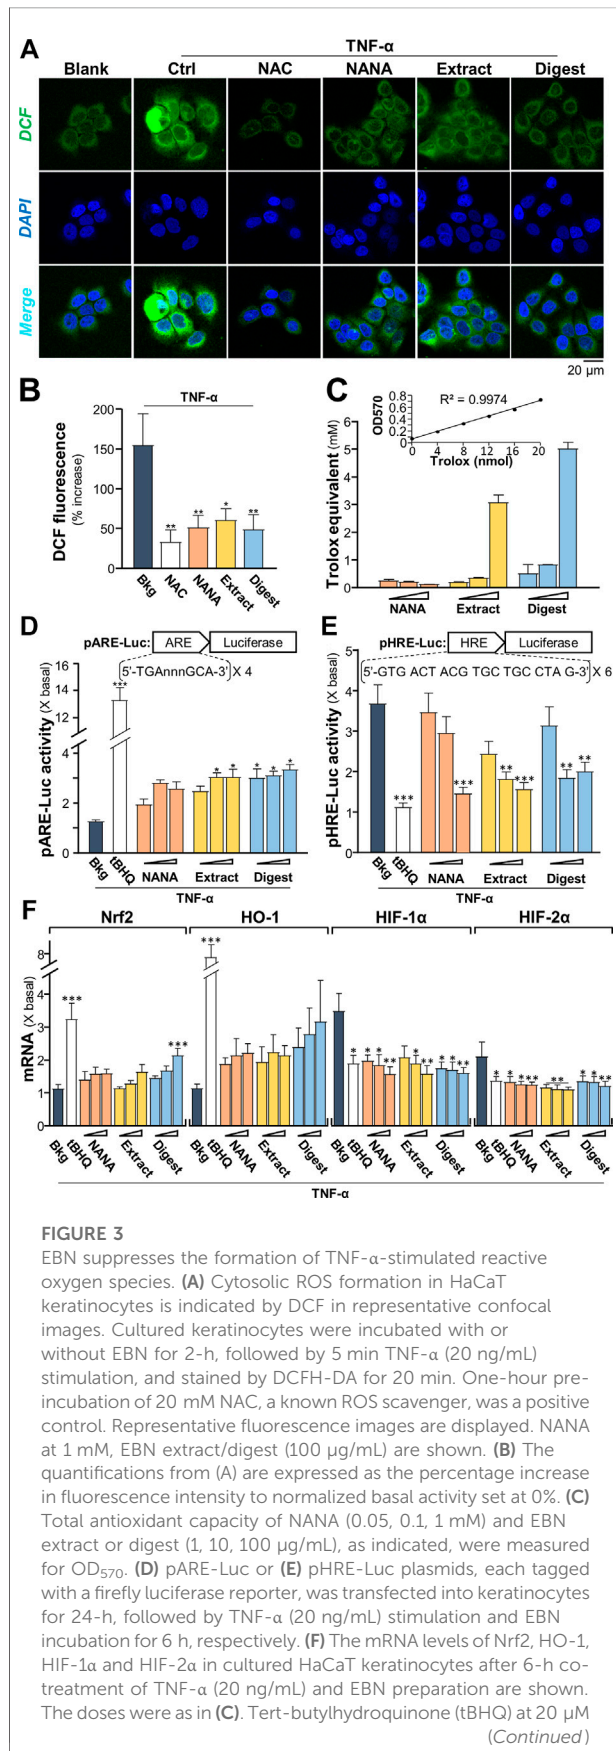 TNF-α
A
Blank Ctrl NAC NANA Extract Digest
DCF
DAPI
Merge
20 μm
B
TNF-α
DCF fluorescence
(% increase)
200
150
100
50
0
** ** * **
Bkg NAC NANA Extract Digest
C
R² = 0.9974
OD570
0.8
0.6
0.4
0.2
0
0 4 8 12 16 20
Trolox (nmol)
Trolox equivalent (mM)
6
5
4
3
2
1
0
NANA Extract Digest
D
pARE-Luc: ARE Luciferase
5'-TGAnnnGCA-3' X 4
pARE-Luc activity (X basal)
16
14
12
4
2
0
*** * * * * *
Bkg tBHQ NANA Extract Digest
TNF-α
E
pHRE-Luc: HRE Luciferase
5'-GTG ACT ACG TGC TGC CTA G-3' X 6
pHRE-Luc activity (X basal)
5
4
3
2
1
0
*** *** ** *** ** **
Bkg tBHQ NANA Extract Digest
TNF-α
F
Nrf2 HO-1 HIF-1α HIF-2α
mRNA (X basal)
8
4
3
2
1
0
*** *** *** * * * ** * ** * * ** * * * *** ** * * **
Bkg tBHQ NANA Extract Digest Bkg tBHQ NANA Extract Digest Bkg tBHQ NANA Extract Digest Bkg tBHQ NANA Extract Digest
TNF-α
FIGURE 3
EBN suppresses the formation of TNF-α-stimulated reactive
oxygen species. (A) Cytosolic ROS formation in HaCaT
keratinocytes is indicated by DCF in representative confocal
images. Cultured keratinocytes were incubated with or
without EBN for 2-h, followed by 5 min TNF-α (20 ng/mL)
stimulation, and stained by DCFH-DA for 20 min. One-hour pre-
incubation of 20 mM NAC, a known ROS scavenger, was a positive
control. Representative fluorescence images are displayed. NANA
at 1 mM, EBN extract/digest (100 μg/mL) are shown. (B) The
quantifications from (A) are expressed as the percentage increase
in fluorescence intensity to normalized basal activity set at 0%. (C)
Total antioxidant capacity of NANA (0.05, 0.1, 1 mM) and EBN
extract or digest (1, 10, 100 μg/mL), as indicated, were measured
for OD570. (D) pARE-Luc or (E) pHRE-Luc plasmids, each tagged
with a firefly luciferase reporter, was transfected into keratinocytes
for 24-h, followed by TNF-α (20 ng/mL) stimulation and EBN
incubation for 6 h, respectively. (F) The mRNA levels of Nrf2, HO-1,
HIF-1α and HIF-2α in cultured HaCaT keratinocytes after 6-h co-
treatment of TNF-α (20 ng/mL) and EBN preparation are shown.
The doses were as in (C). Tert-butylhydroquinone (tBHQ) at 20 μM
(Continued)